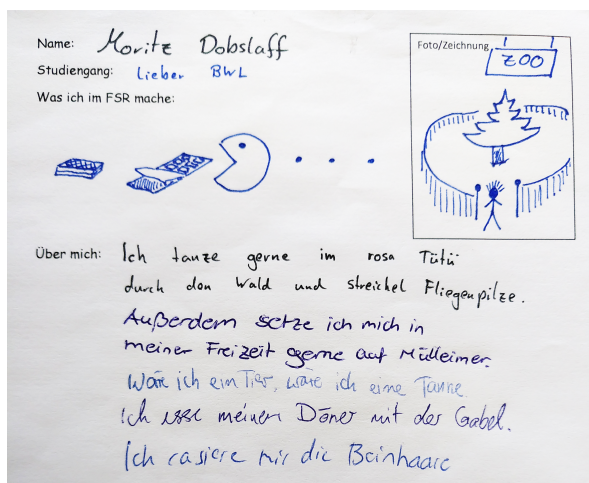 Name: Moritz Dobslaff
Foto/Zeichnung
ZOO
Studiengang: Lieber BWL
Was ich im FSR mache:
Über mich: Ich tanze gerne im rosa Tütü
durch den Wald und streichel Fliegenpilze.
Außerdem setze ich mich in
meiner Freizeit gerne auf Mülleimer.
Wäre ich ein Tier, wäre ich eine Tanne.
Ich esse meinen Döner mit der Gabel.
Ich rasiere mir die Beinhaare